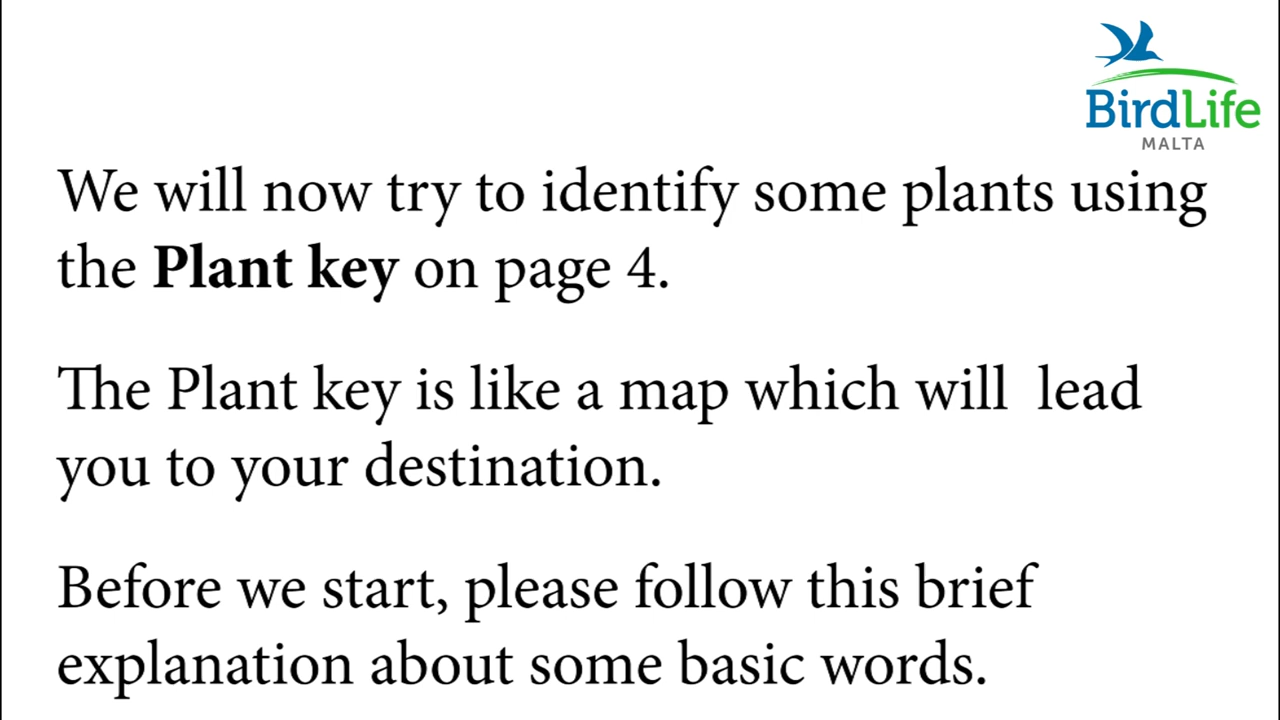 BirdLife
MALTA
We will now try to identify some plants using
the Plant key on page 4.
The Plant key is like a map which will  lead
you to your destination.
Before we start, please follow this brief
explanation about some basic words.